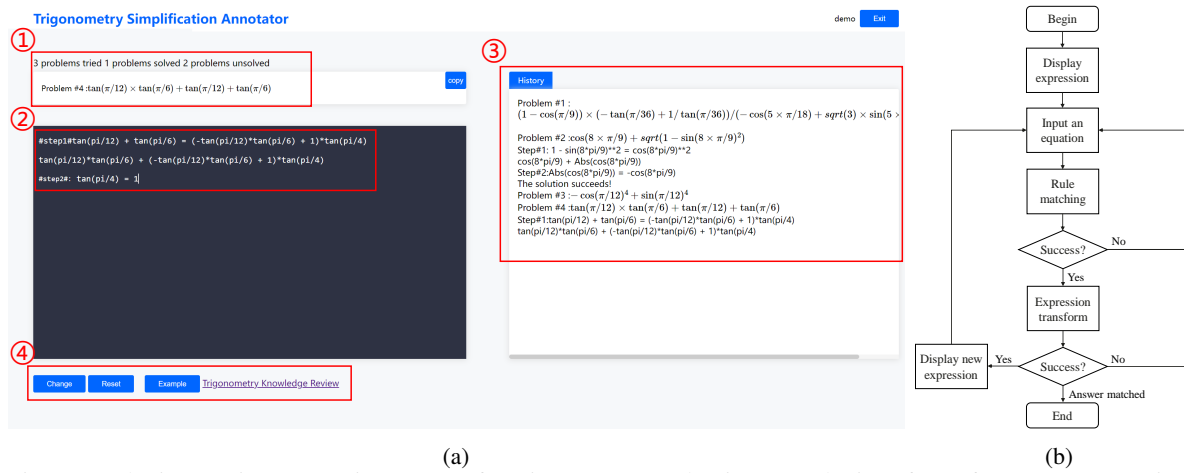 Trigonometry Simplification Annotator
demo Exit
①
3 problems tried 1 problems solved 2 problems unsolved
Problem #4 :tan(π/12) × tan(π/6) + tan(π/12) + tan(π/6)
copy
②
#step1#tan(pi/12) + tan(pi/6) = (-tan(pi/12)*tan(pi/6) + 1)*tan(pi/4)
tan(pi/12)*tan(pi/6) + (-tan(pi/12)*tan(pi/6) + 1)*tan(pi/4)
#step2#: tan(pi/4) = 1
③
History
Problem #1 :
(1 − cos(π/9)) × (− tan(π/36) + 1/ tan(π/36))/(− cos(5 × π/18) + sqrt(3) × sin(5 ×
Problem #2 :cos(8 × π/9) + sqrt(1 − sin(8 × π/9)²)
Step#1: 1 - sin(8*pi/9)**2 = cos(8*pi/9)**2
cos(8*pi/9) + Abs(cos(8*pi/9))
Step#2:Abs(cos(8*pi/9)) = -cos(8*pi/9)
The solution succeeds!
Problem #3 :− cos(π/12)⁴ + sin(π/12)⁴
Problem #4 :tan(π/12) × tan(π/6) + tan(π/12) + tan(π/6)
Step#1:tan(pi/12) + tan(pi/6) = (-tan(pi/12)*tan(pi/6) + 1)*tan(pi/4)
tan(pi/12)*tan(pi/6) + (-tan(pi/12)*tan(pi/6) + 1)*tan(pi/4)
④
Change Reset Example Trigonometry Knowledge Review
(a)
Begin
Display
expression
Input an
equation
Rule
matching
Success?
No
Yes
Expression
transform
Success?
No
Yes
Display new
expression
Answer matched
End
(b)